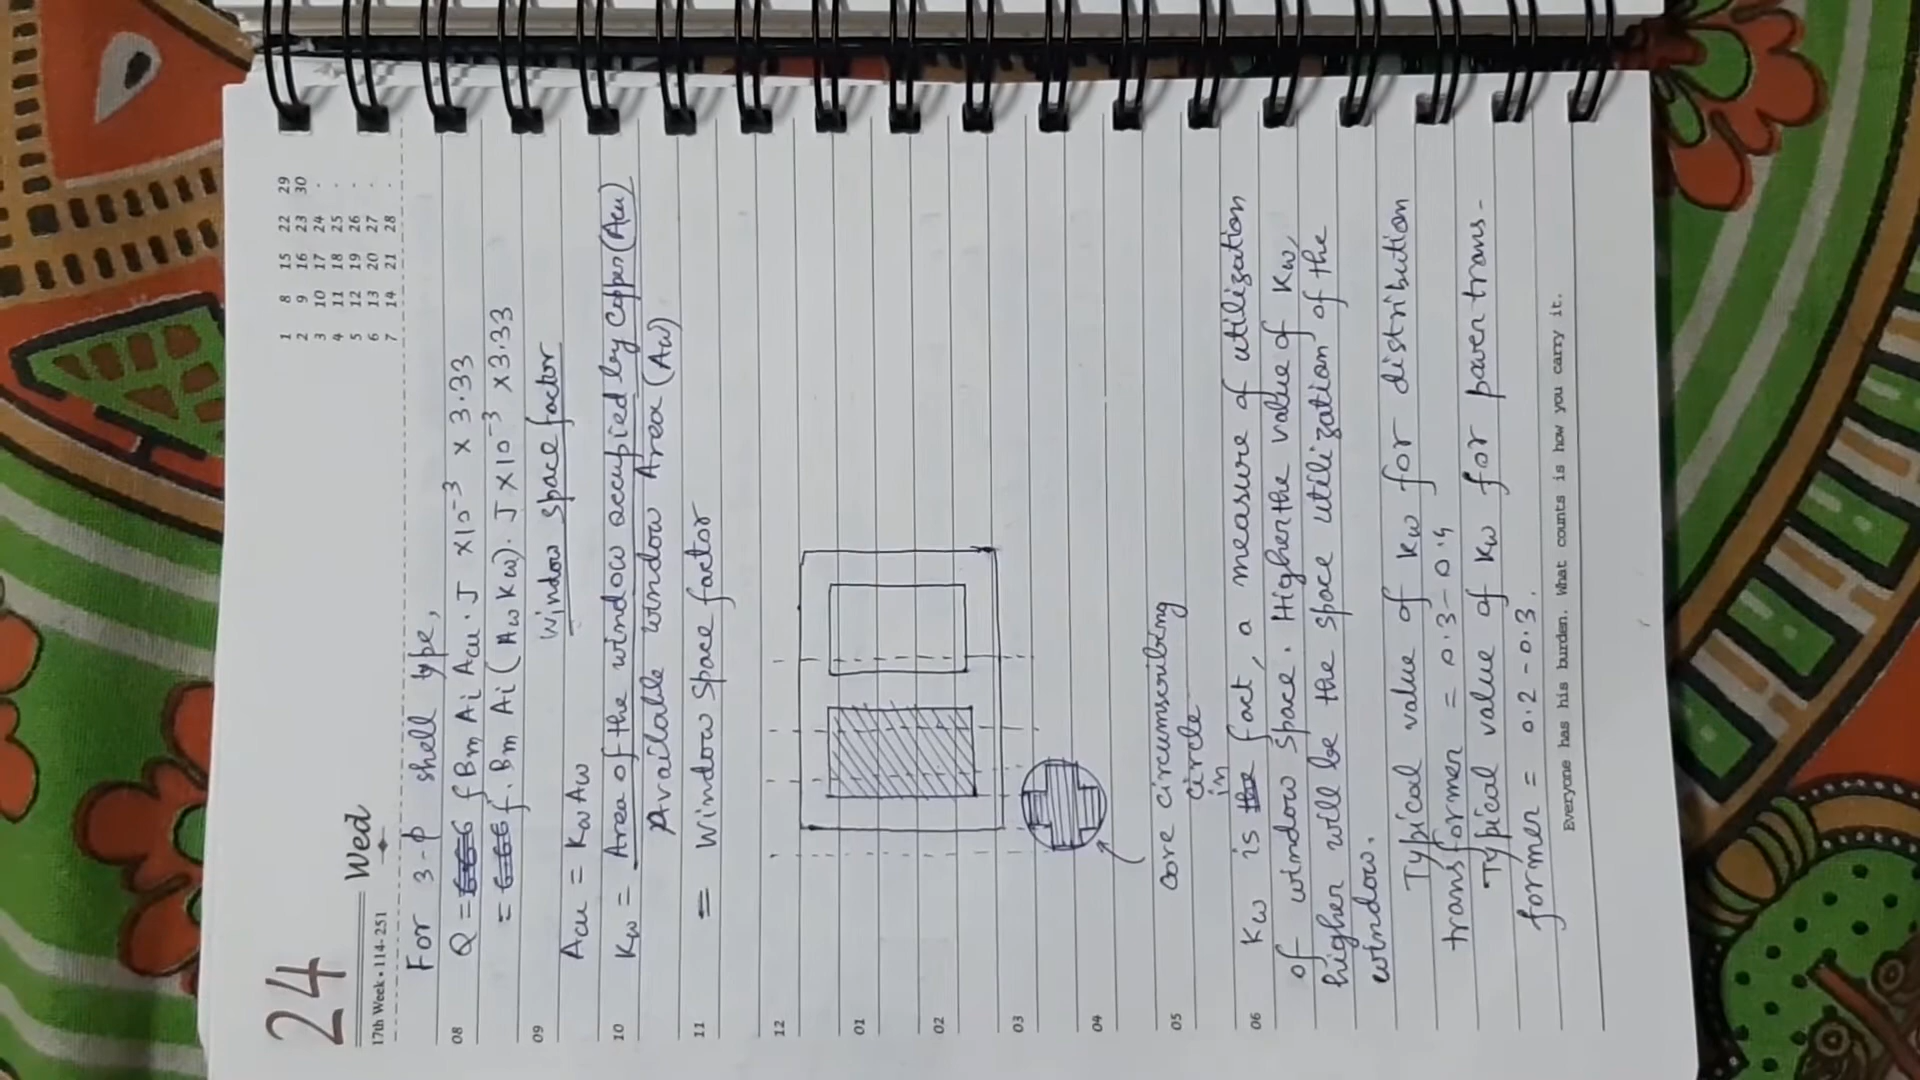 24
17th Week • 114-251
Wed
1 8 15 22 29
2 9 16 23 30
3 10 17 24 -
4 11 18 25 -
5 12 19 26 -
6 13 20 27 -
7 14 21 28 -
For 3-φ shell type,
08 Q = f Bm Ai Acu . J ×10⁻³ × 3.33
= f . Bm Ai ( Aw Kw) . J ×10⁻³ ×3.33
09 window space factor
Acu = Kw Aw
10 Kw = Area of the window occupied by Copper (Acu)
Available window Area (Aw)
11 = Window space factor
12
01
02
03
04
05 core circumscribing
circle
in
06 Kw is the fact, a measure of utilization
of window space. Higher the value of Kw,
higher will be the space utilization of the
window.
Typical value of Kw for distribution
transformer = 0.3 - 0.4
Typical value of Kw for power trans-
former = 0.2 - 0.3.
Everyone has his burden. What counts is how you carry it.